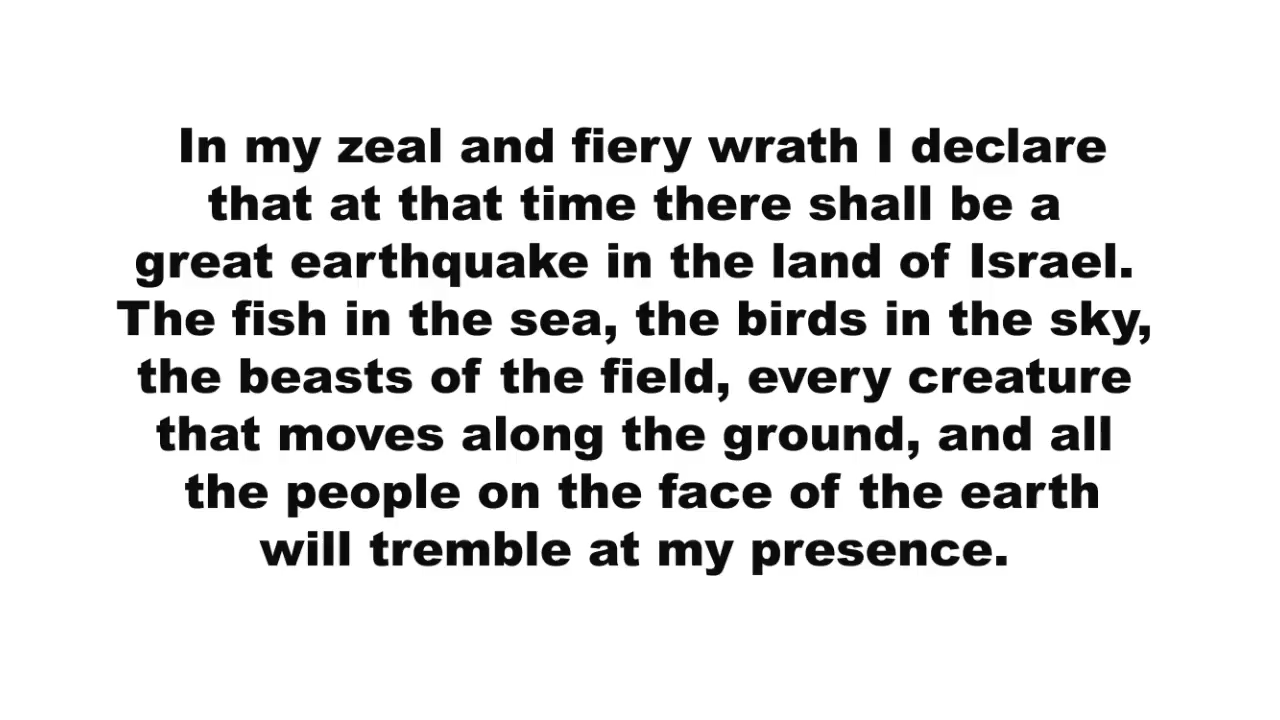 In my zeal and fiery wrath I declare
that at that time there shall be a
great earthquake in the land of Israel.
The fish in the sea, the birds in the sky,
the beasts of the field, every creature
that moves along the ground, and all
the people on the face of the earth
will tremble at my presence.